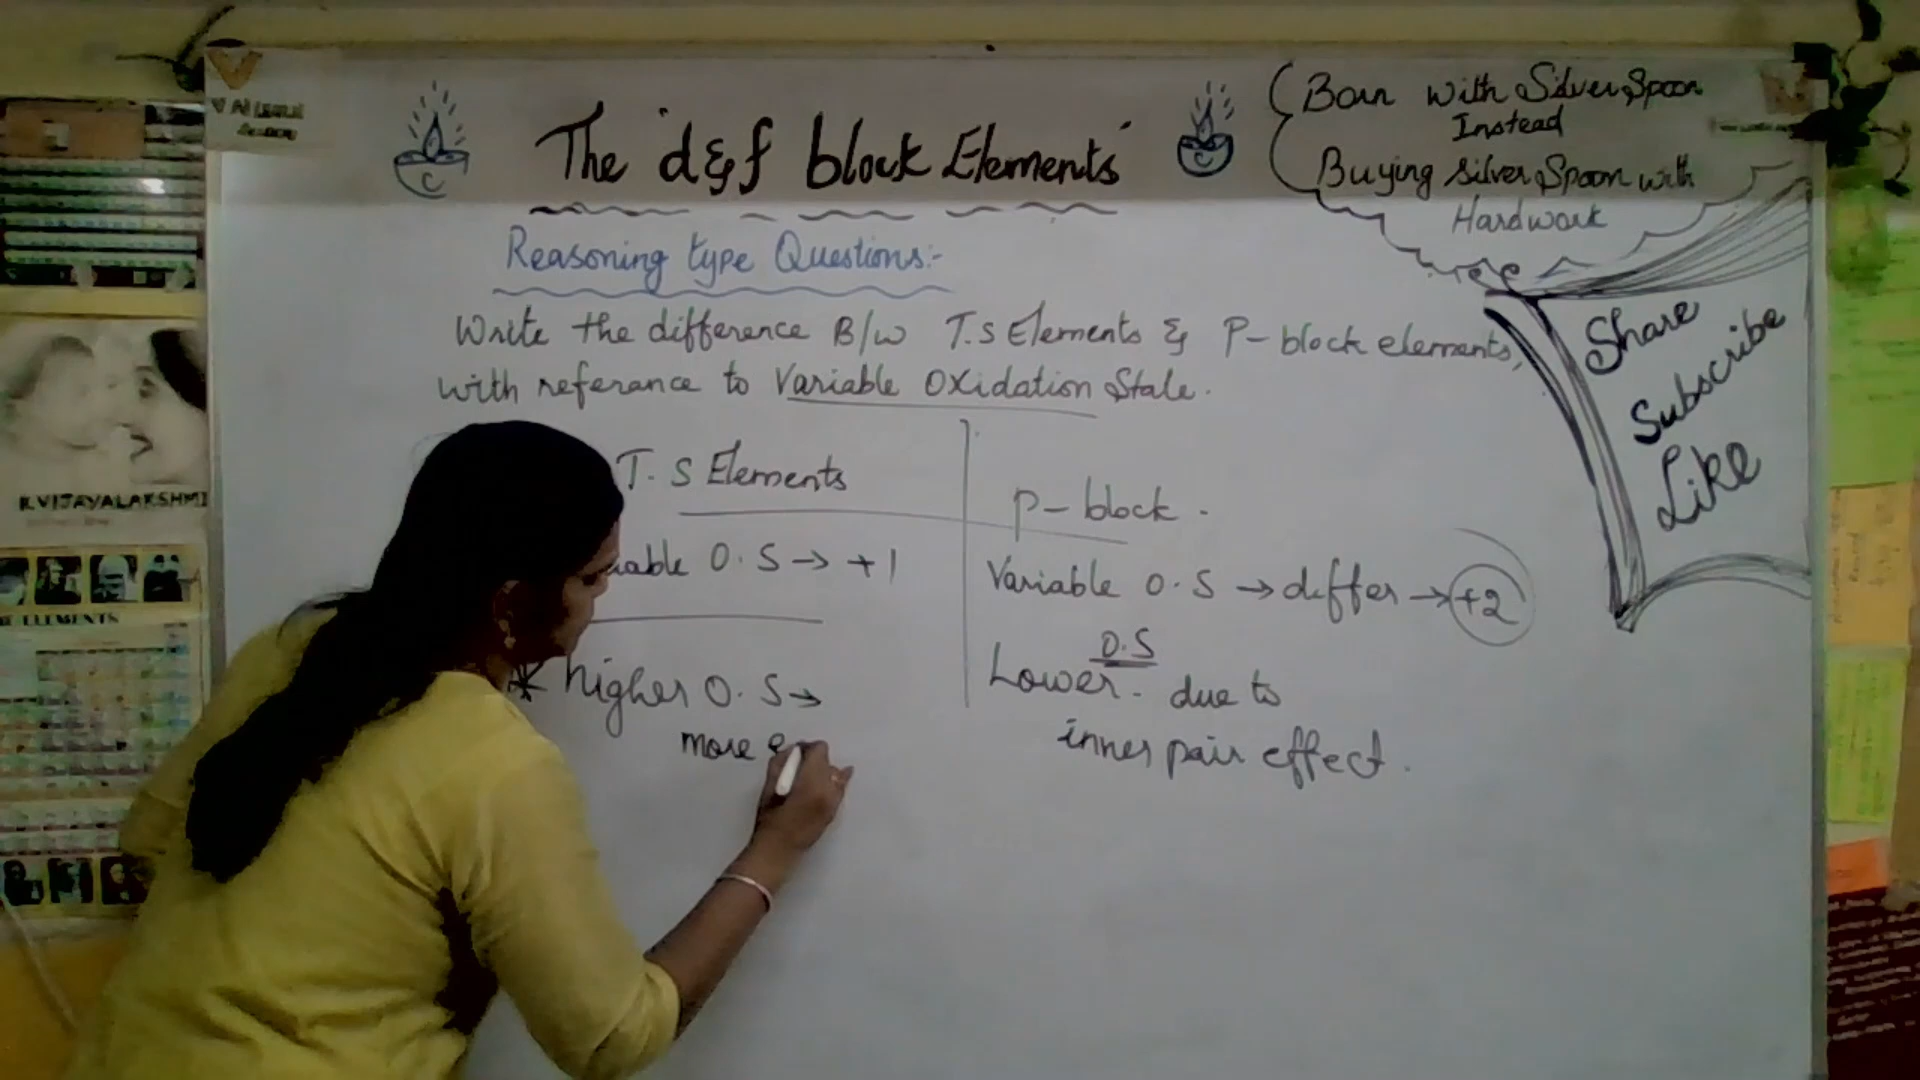 The "d&f block Elements"
Born with Silver Spoon
Instead
Buying Silver Spoon with
Hardwork
Reasoning type Questions:-
Write the difference B/w T.S Elements & P-block elements,
with referance to Variable Oxidation State.
Share
Subscribe
Like
T.S Elements
iable O.S → +1
* higher O.S →
more e
p-block.
Variable O.S → differ → +2
O.S
Lower. due to
inner pair effect.
R.VIJAYALAKSHMI
ELEMENTS